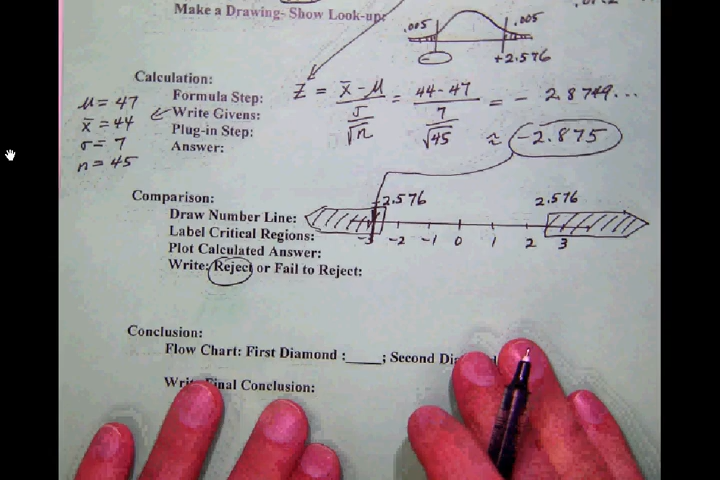 Make a Drawing- Show Look-up:
.005 .005
- +2.576
Calculation:
Formula Step:
Write Givens:
Plug-in Step:
Answer:
μ = 47
x̄ = 44
σ = 7
n = 45
Z = (x̄ - μ) / (σ / √n) = (44 - 47) / (7 / √45) = - 2.8749...
≈ -2.875
Comparison:
Draw Number Line:
Label Critical Regions:
Plot Calculated Answer:
Write: Reject or Fail to Reject:
-2.576 2.576
-3 -2 -1 0 1 2 3
Conclusion:
Flow Chart: First Diamond :____; Second
Final Conclusion: